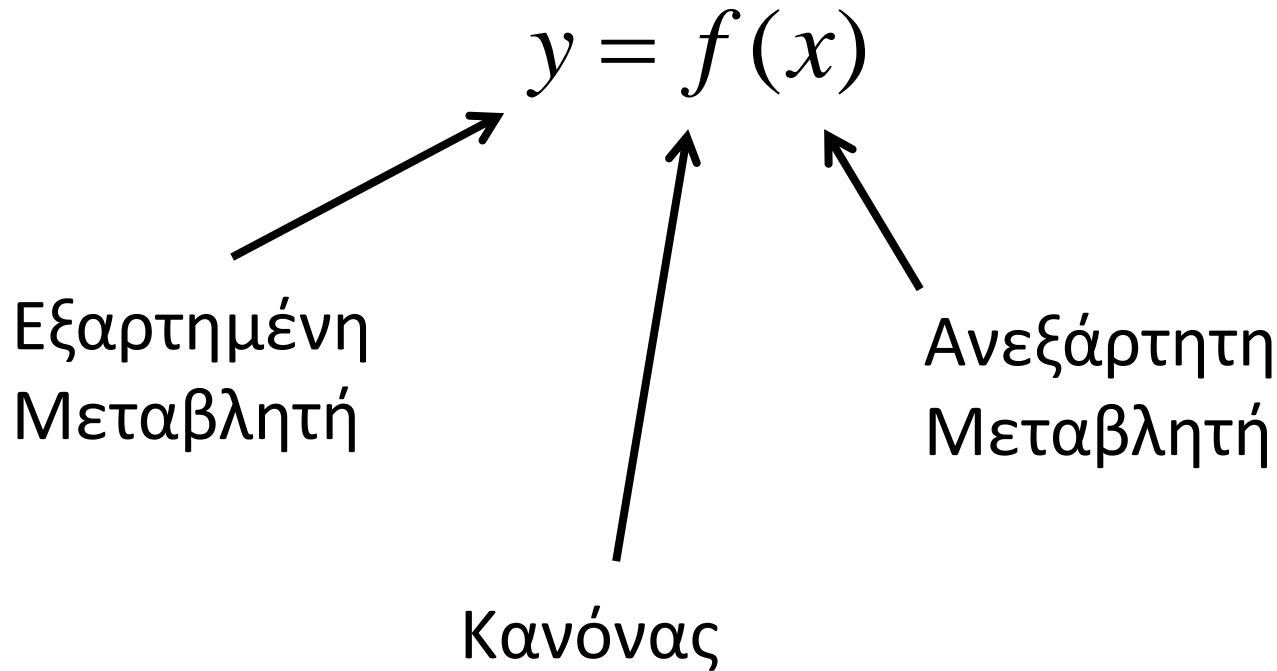 y = f(x)
Εξαρτημένη
Μεταβλητή
Ανεξάρτητη
Μεταβλητή
Κανόνας